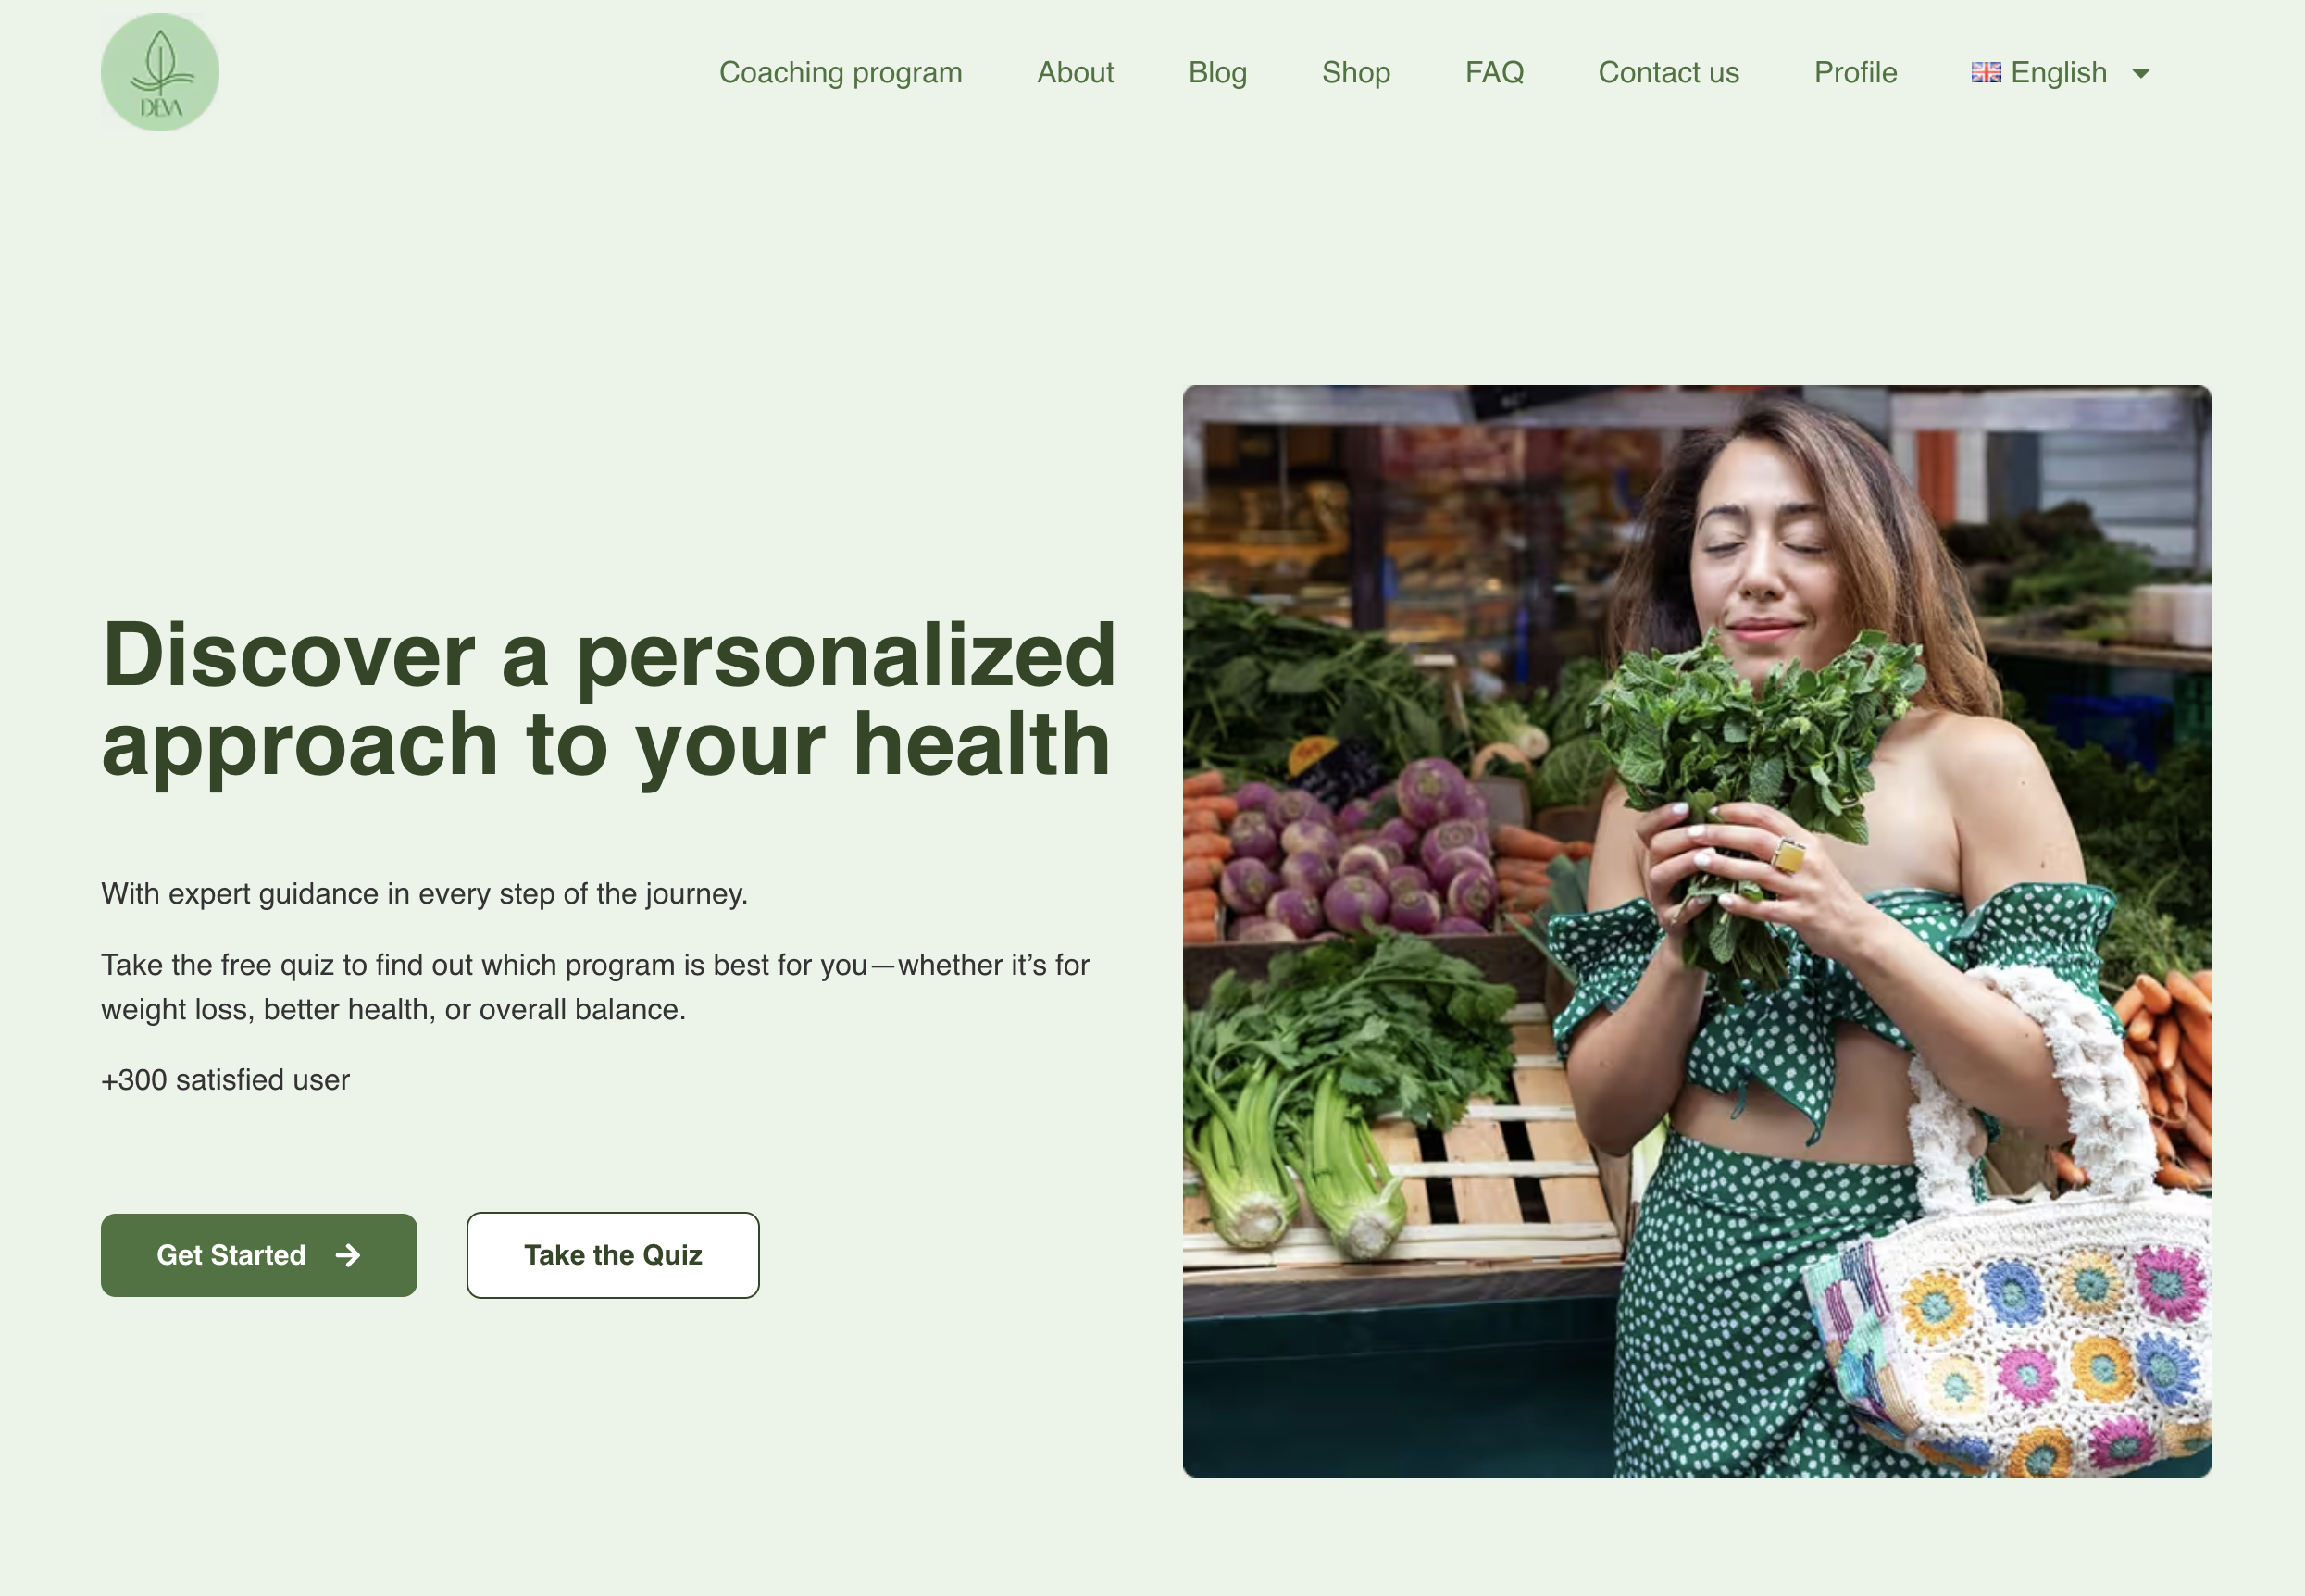 DEVA
Coaching program About Blog Shop FAQ Contact us Profile English
Discover a personalized
approach to your health
With expert guidance in every step of the journey.
Take the free quiz to find out which program is best for you—whether it’s for
weight loss, better health, or overall balance.
+300 satisfied user
Get Started Take the Quiz